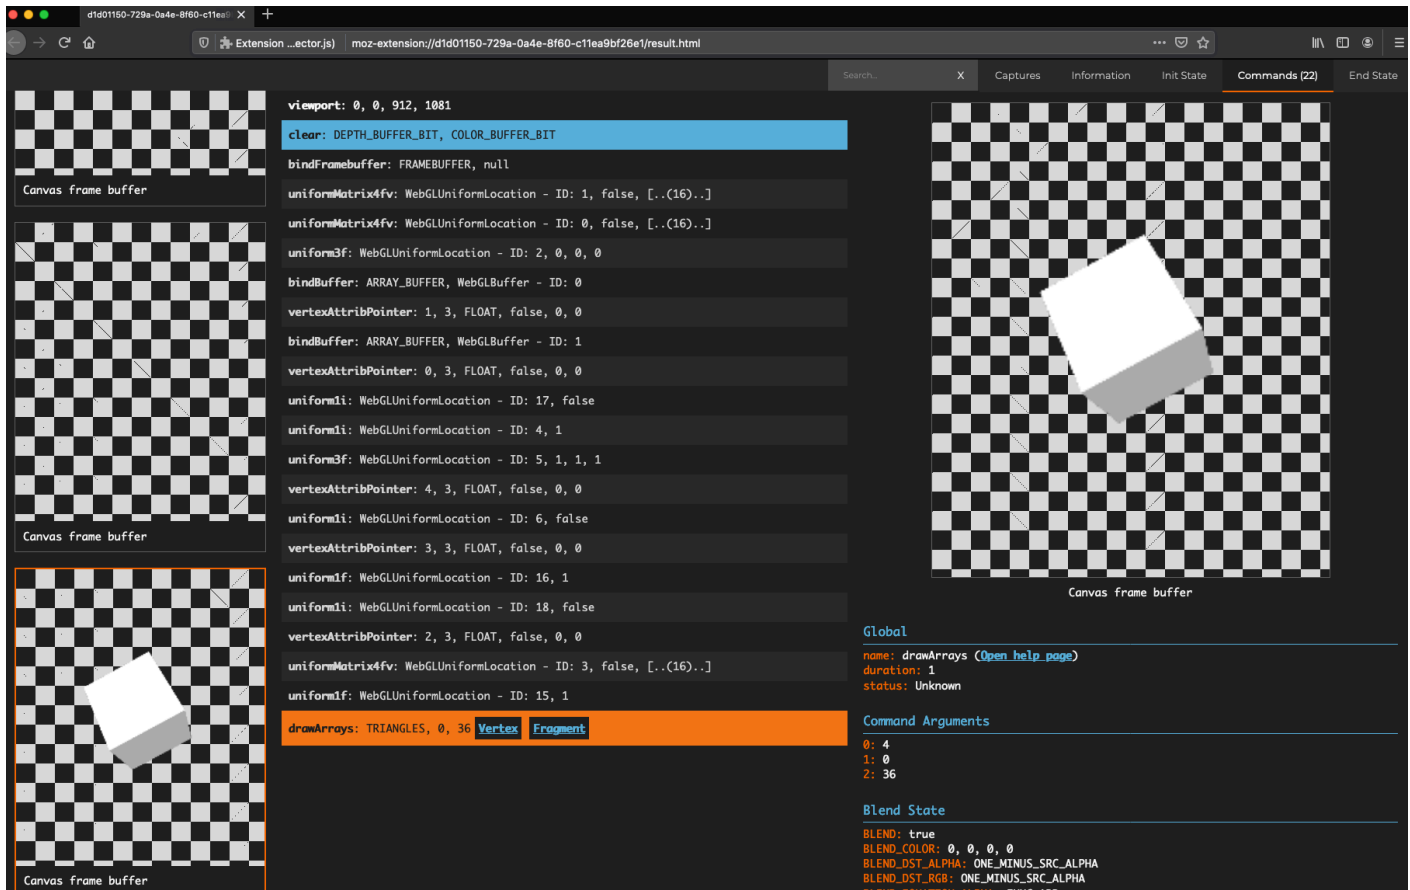 d1d01150-729a-0a4e-8f60-c11ea9
Extension ...ector.js) moz-extension://d1d01150-729a-0a4e-8f60-c11ea9bf26e1/result.html
Search... X Captures Information Init State Commands (22) End State
Canvas frame buffer
Canvas frame buffer
Canvas frame buffer
viewport: 0, 0, 912, 1081
clear: DEPTH_BUFFER_BIT, COLOR_BUFFER_BIT
bindFramebuffer: FRAMEBUFFER, null
uniformMatrix4fv: WebGLUniformLocation - ID: 1, false, [..(16)..]
uniformMatrix4fv: WebGLUniformLocation - ID: 0, false, [..(16)..]
uniform3f: WebGLUniformLocation - ID: 2, 0, 0, 0
bindBuffer: ARRAY_BUFFER, WebGLBuffer - ID: 0
vertexAttribPointer: 1, 3, FLOAT, false, 0, 0
bindBuffer: ARRAY_BUFFER, WebGLBuffer - ID: 1
vertexAttribPointer: 0, 3, FLOAT, false, 0, 0
uniform1i: WebGLUniformLocation - ID: 17, false
uniform1i: WebGLUniformLocation - ID: 4, 1
uniform3f: WebGLUniformLocation - ID: 5, 1, 1, 1
vertexAttribPointer: 4, 3, FLOAT, false, 0, 0
uniform1i: WebGLUniformLocation - ID: 6, false
vertexAttribPointer: 3, 3, FLOAT, false, 0, 0
uniform1f: WebGLUniformLocation - ID: 16, 1
uniform1i: WebGLUniformLocation - ID: 18, false
vertexAttribPointer: 2, 3, FLOAT, false, 0, 0
uniformMatrix4fv: WebGLUniformLocation - ID: 3, false, [..(16)..]
uniform1f: WebGLUniformLocation - ID: 15, 1
drawArrays: TRIANGLES, 0, 36 Vertex Fragment
Canvas frame buffer
Global
name: drawArrays (Open help page)
duration: 1
status: Unknown
Command Arguments
0: 4
1: 0
2: 36
Blend State
BLEND: true
BLEND_COLOR: 0, 0, 0, 0
BLEND_DST_ALPHA: ONE_MINUS_SRC_ALPHA
BLEND_DST_RGB: ONE_MINUS_SRC_ALPHA